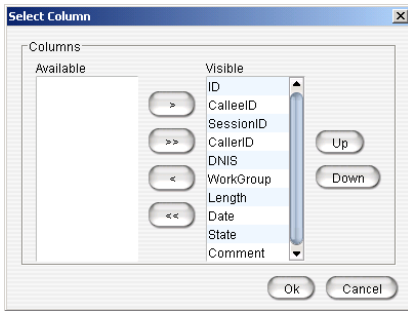 Select Column
Columns
Available
Visible
ID
CalleeID
SessionID
CallerID
DNIS
WorkGroup
Length
Date
State
Comment
>
>>
<
<<
Up
Down
Ok
Cancel